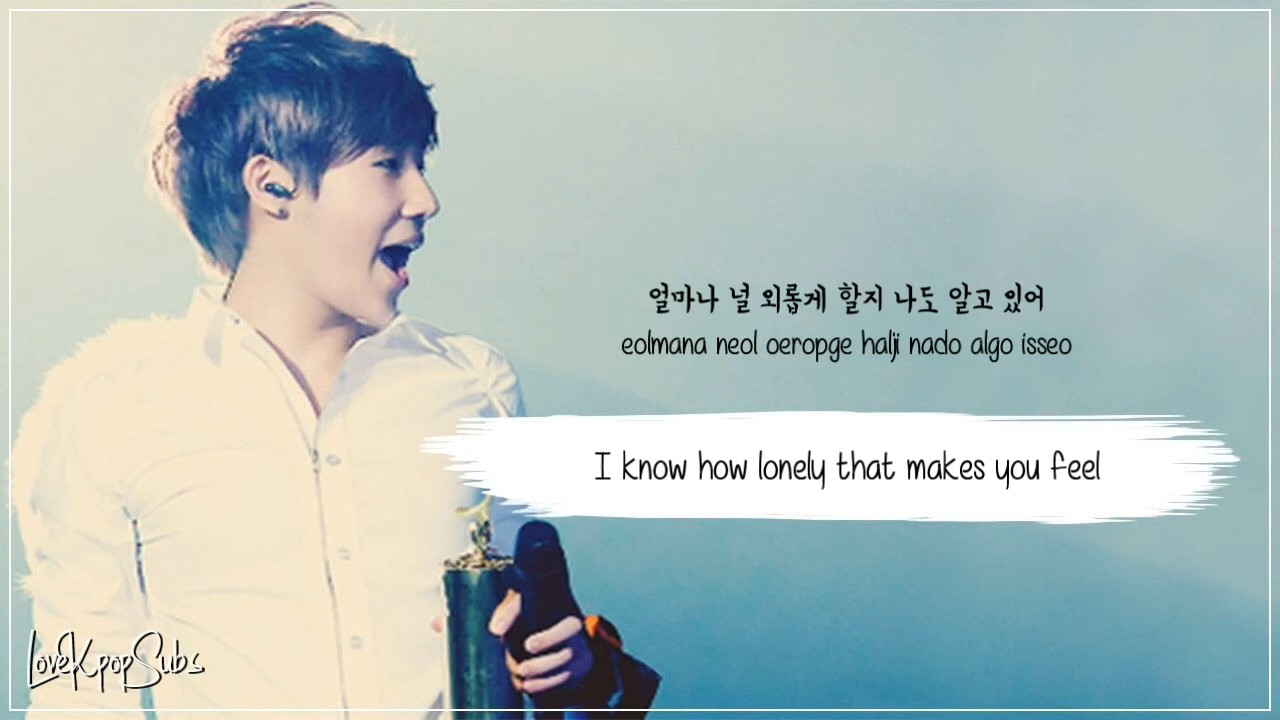 얼마나 널 외롭게 할지 나도 알고 있어
eolmana neol oeropge halji nado algo isseo
I know how lonely that makes you feel
LoveKpopSubs